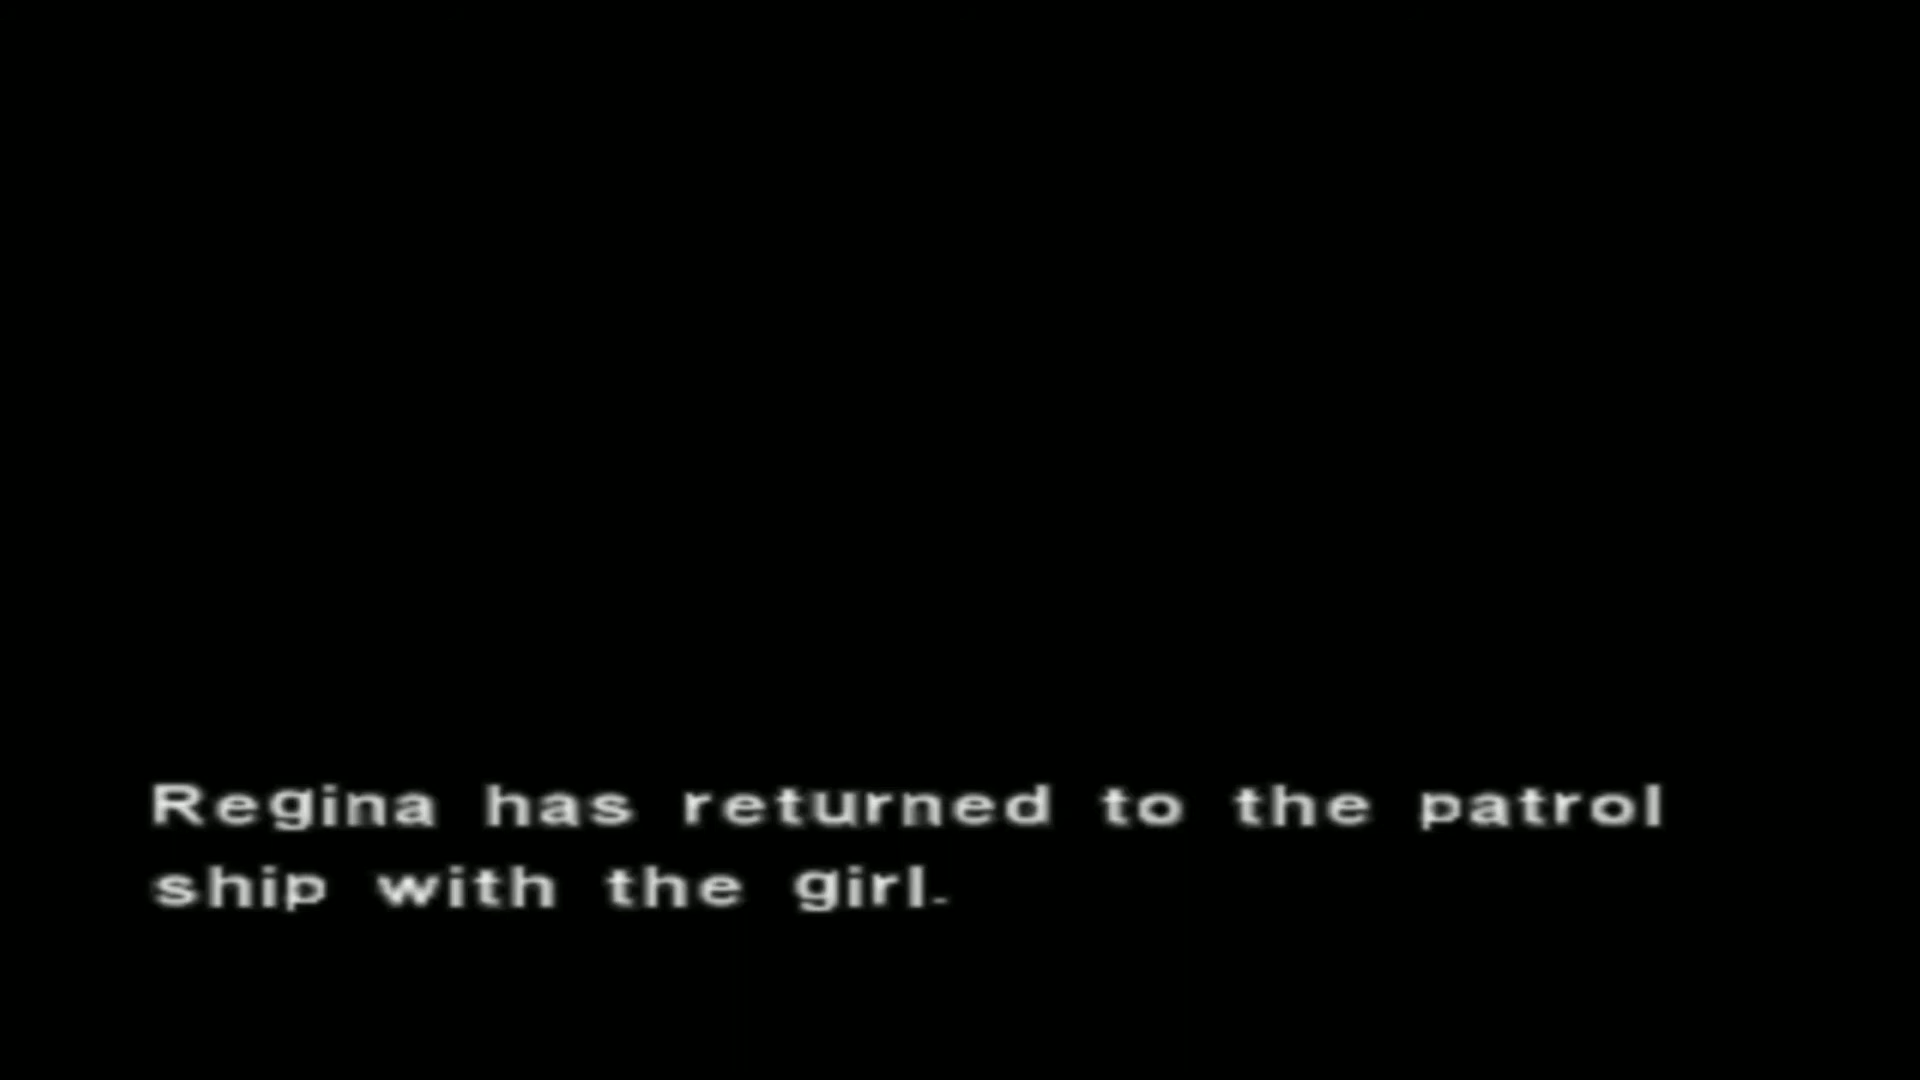 Regina has returned to the patrol
ship with the girl.